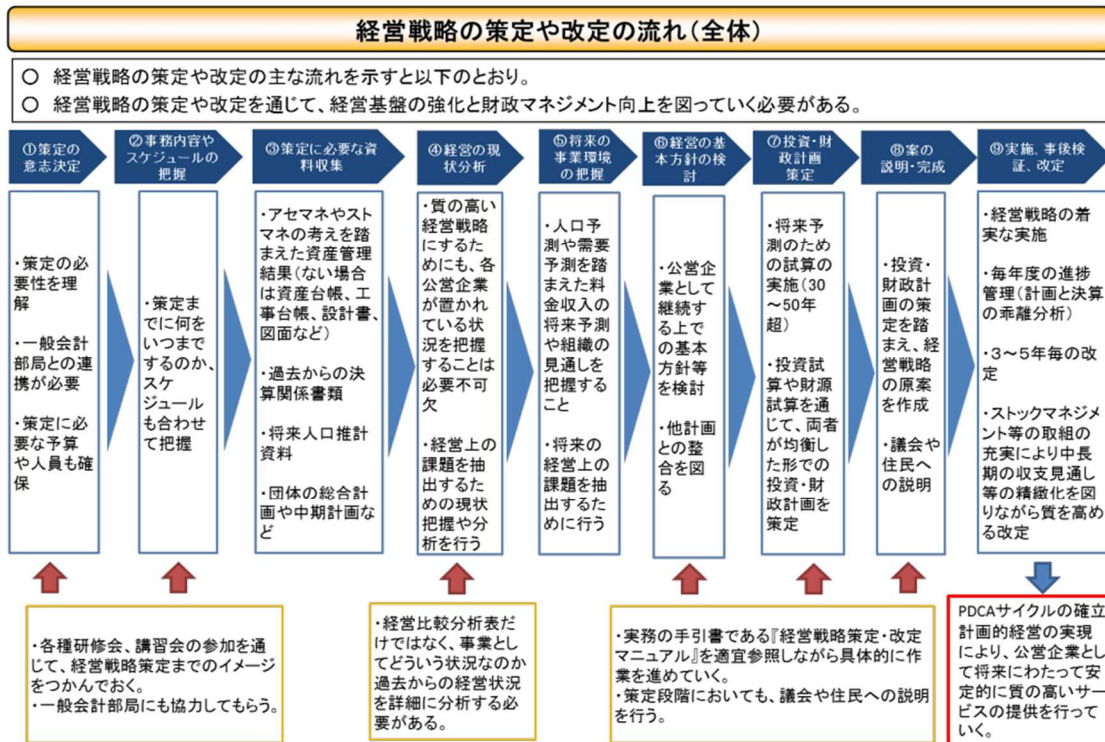 経営戦略の策定や改定の流れ(全体)
○ 経営戦略の策定や改定の主な流れを示すと以下のとおり。
○ 経営戦略の策定や改定を通じて、経営基盤の強化と財政マネジメント向上を図っていく必要がある。
①策定の
意志決定
②事務内容や
スケジュールの
把握
③策定に必要な資
料収集
④経営の現
状分析
⑤将来の
事業環境
の把握
⑥経営の基
本方針の検
討
⑦投資・財
政計画
策定
⑧案の
説明・完成
⑨実施、事後検
証、改定
・策定の必
要性を理
解
・一般会計
部局との連
携が必要
・策定に必
要な予算
や人員も確
保
・策定ま
でに何を
いつまで
するのか、
スケ
ジュール
も合わせ
て把握
・アセマネやスト
マネの考えを踏
まえた資産管理
結果(ない場合
は資産台帳、工
事台帳、設計書、
図面など)
・過去からの決
算関係書類
・将来人口推計
資料
・団体の総合計
画や中期計画な
ど
・質の高い
経営戦略
にするた
めにも、各
公営企業
が置かれ
ている状
況を把握
することは
必要不可
欠
・経営上の
課題を抽
出するため
の現状
把握や分
析を行う
・人口予
測や需要
予測を踏
まえた料
金収入の
将来予測
や組織の
見通しを
把握する
こと
・将来の
経営上の
課題を抽
出するた
めに行う
・公営企
業として
継続する
上での
基本
方針等を
検討
・他計画
との整
合を図
る
・将来予
測のため
の試算の
実施(30
～50年
超)
・投資試
算や財源
試算を通
じて、両者
が均衡し
た形での
投資・財
政計画を
策定
・投資・
財政計
画の策
定を踏
まえ、経
営戦略
の原案
を作成
・議会や
住民へ
の説明
・経営戦略の着
実な実施
・毎年度の進捗
管理(計画と決算
の乖離分析)
・3～5年毎の改
定
・ストックマネジメ
ント等の取組の
充実により中長
期の収支見通し
等の精緻化を図
りながら質を高め
る改定
・各種研修会、講習会の参加を通
じて、経営戦略策定までのイメージ
をつかんでおく。
・一般会計部局にも協力してもらう。
・経営比較分析表だ
けではなく、事業とし
てどういう状況なのか
過去からの経営状況
を詳細に分析する必
要がある。
・実務の手引書である『経営戦略策定・改定
マニュアル』を適宜参照しながら具体的に作
業を進めていく。
・策定段階においても、議会や住民への説明
を行う。
PDCAサイクルの確立
計画的経営の実現
により、公営企業とし
て将来にわたって安
定的に質の高いサー
ビスの提供を行って
いく。